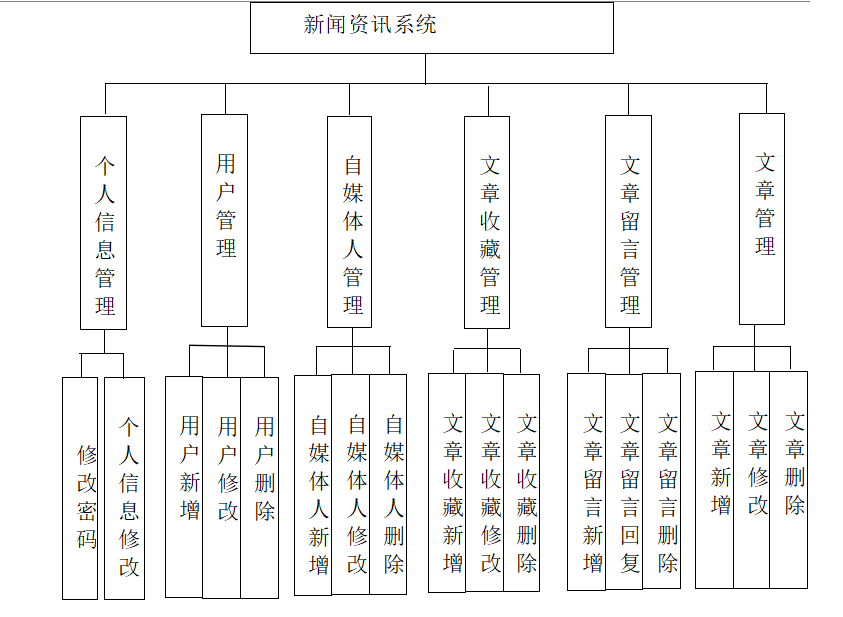 新闻资讯系统
个人信息管理
用户管理
自媒体人管理
文章收藏管理
文章留言管理
文章管理
修改密码
个人信息修改
用户新增
用户修改
用户删除
自媒体人新增
自媒体人修改
自媒体人删除
文章收藏新增
文章收藏修改
文章收藏删除
文章留言新增
文章留言回复
文章留言删除
文章新增
文章修改
文章删除